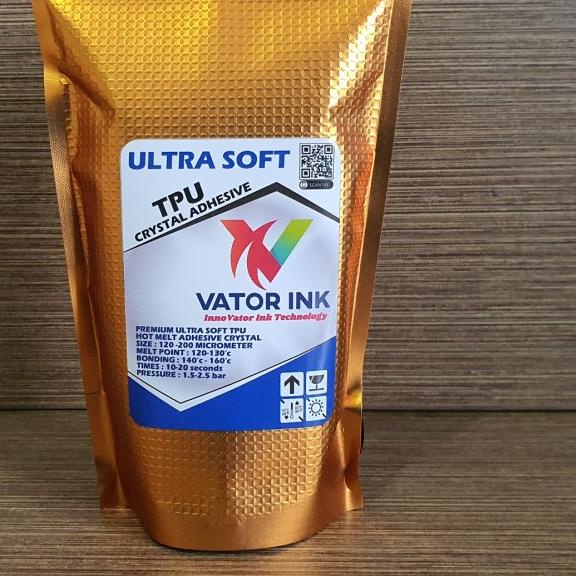 ULTRA SOFT
SCAN ME
TPU
CRYSTAL ADHESIVE
VATOR INK
InnoVator Ink Technology
PREMIUM ULTRA SOFT TPU
HOT MELT ADHESIVE CRYSTAL
SIZE : 120 -200 MICROMETER
MELT POINT : 120-130°c
BONDING : 140°c - 160°c
TIMES : 10-20 seconds
PRESSURE : 1.5-2.5 bar